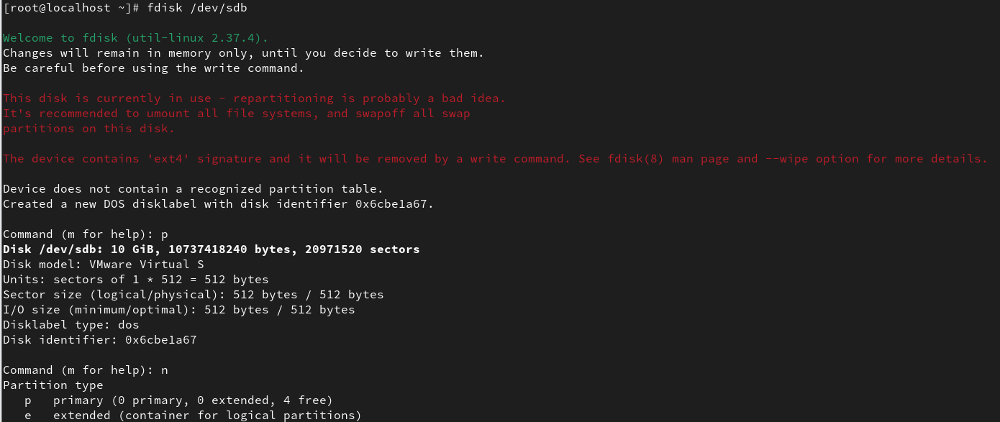 [root@localhost ~]# fdisk /dev/sdb
Welcome to fdisk (util-linux 2.37.4).
Changes will remain in memory only, until you decide to write them.
Be careful before using the write command.
This disk is currently in use - repartitioning is probably a bad idea.
It's recommended to umount all file systems, and swapoff all swap
partitions on this disk.
The device contains 'ext4' signature and it will be removed by a write command. See fdisk(8) man page and --wipe option for more details.
Device does not contain a recognized partition table.
Created a new DOS disklabel with disk identifier 0x6cbe1a67.
Command (m for help): p
Disk /dev/sdb: 10 GiB, 10737418240 bytes, 20971520 sectors
Disk model: VMware Virtual S
Units: sectors of 1 * 512 = 512 bytes
Sector size (logical/physical): 512 bytes / 512 bytes
I/O size (minimum/optimal): 512 bytes / 512 bytes
Disklabel type: dos
Disk identifier: 0x6cbe1a67
Command (m for help): n
Partition type
   p   primary (0 primary, 0 extended, 4 free)
   e   extended (container for logical partitions)